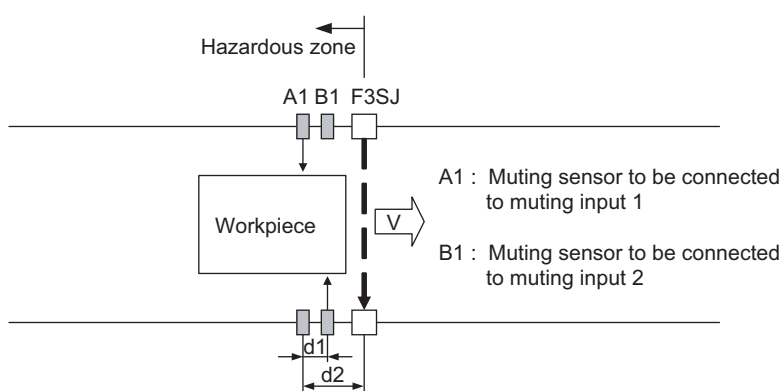 Hazardous zone
A1 B1 F3SJ
Workpiece
V
A1 : Muting sensor to be connected
to muting input 1
B1 : Muting sensor to be connected
to muting input 2
d1
d2